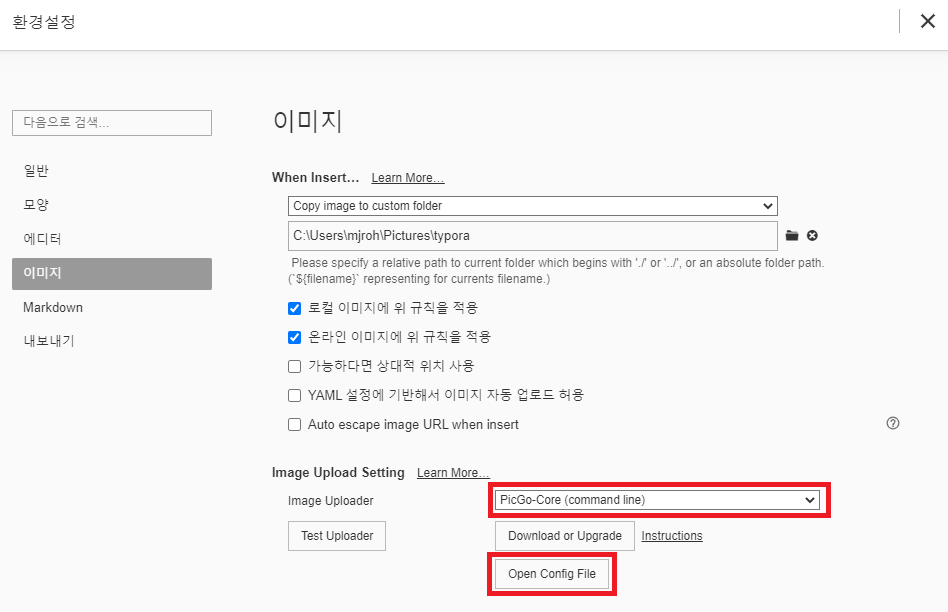 환경설정
다음으로 검색...
일반
모양
에디터
이미지
Markdown
내보내기
이미지
When Insert... Learn More...
Copy image to custom folder
C:\Users\mjroh\Pictures\typora
Please specify a relative path to current folder which begins with './' or '../', or an absolute folder path.
(`${filename}` representing for currents filename.)
로컬 이미지에 위 규칙을 적용
온라인 이미지에 위 규칙을 적용
가능하다면 상대적 위치 사용
YAML 설정에 기반해서 이미지 자동 업로드 허용
Auto escape image URL when insert
Image Upload Setting Learn More...
Image Uploader PicGo-Core (command line)
Test Uploader Download or Upgrade Instructions
Open Config File